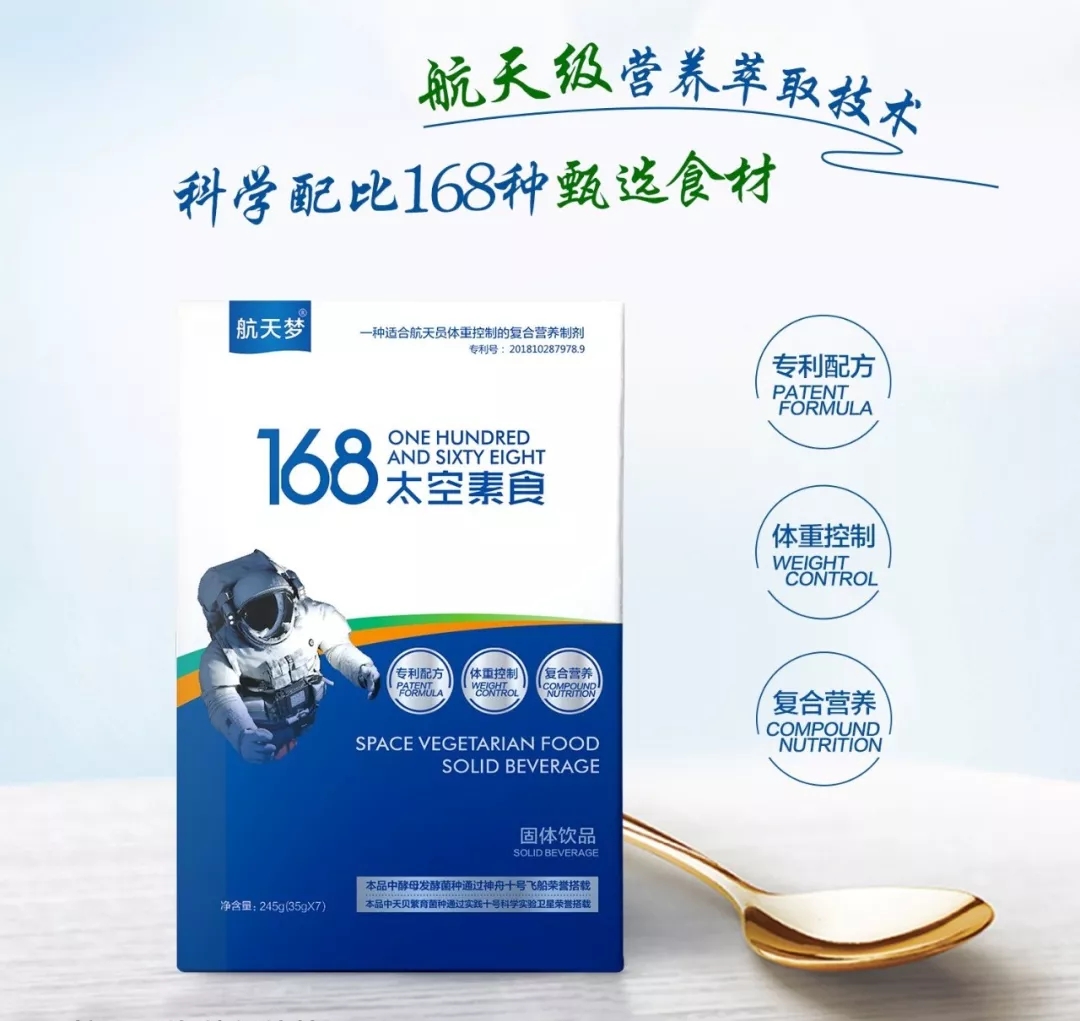 航天级营养萃取技术
科学配比168种甄选食材
航天梦®
一种适合航天员体重控制的复合营养制剂
专利号：201810287978.9
168
ONE HUNDRED
AND SIXTY EIGHT
太空素食
专利配方
PATENT
FORMULA
体重控制
WEIGHT
CONTROL
复合营养
COMPOUND
NUTRITION
SPACE VEGETARIAN FOOD
SOLID BEVERAGE
固体饮品
SOLID BEVERAGE
净含量：245g(35gX7)
本品中酵母发酵菌种通过神舟十号飞船荣誉搭载
本品中天贝繁育菌种通过实践十号科学实验卫星荣誉搭载
专利配方
PATENT
FORMULA
体重控制
WEIGHT
CONTROL
复合营养
COMPOUND
NUTRITION